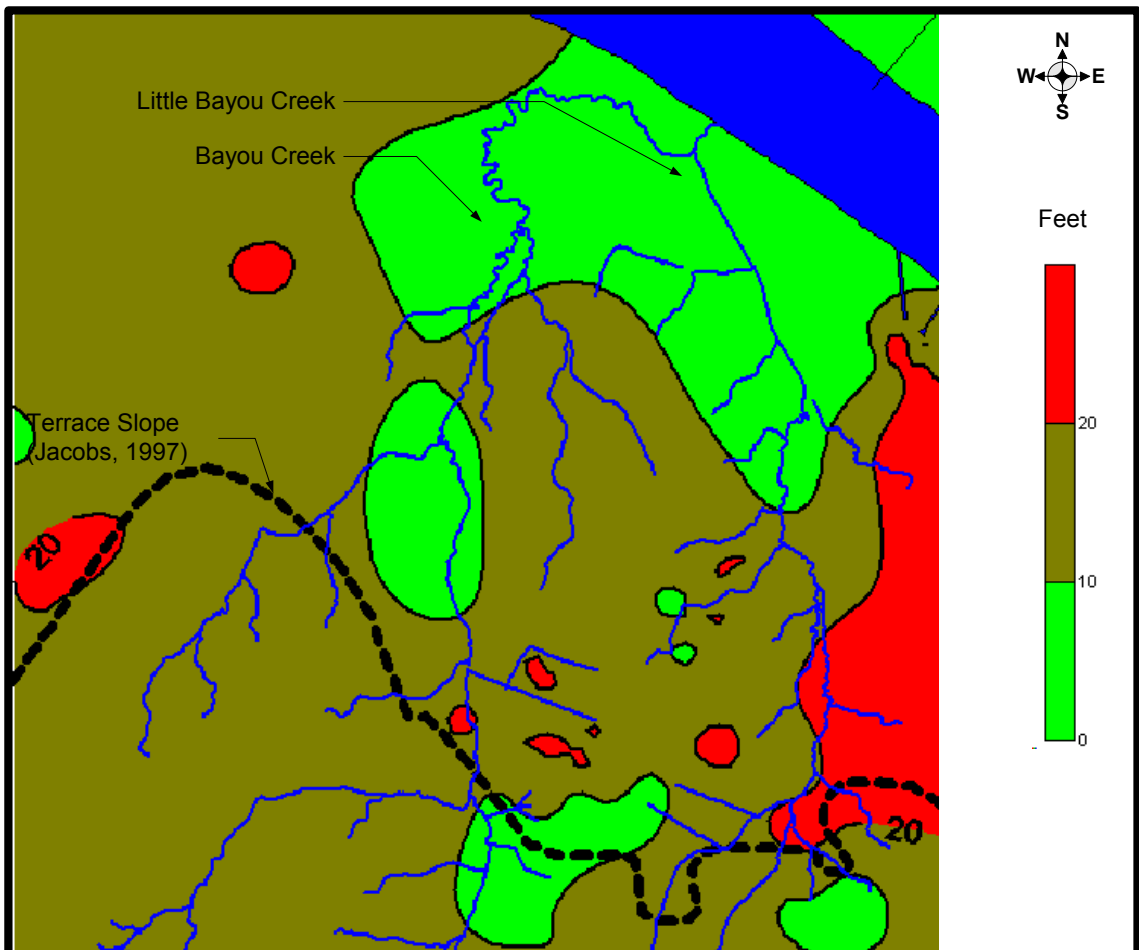 N
W E
S
Little Bayou Creek
Bayou Creek
Feet
20
10
0
Terrace Slope
(Jacobs, 1997)
20
20